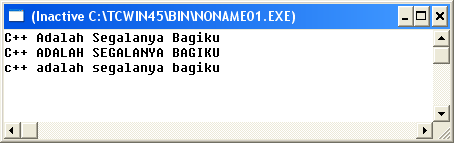 (Inactive C:\TCWIN45\BIN\NONAME01.EXE)
C++ Adalah Segalanya Bagiku
C++ ADALAH SEGALANYA BAGIKU
c++ adalah segalanya bagiku